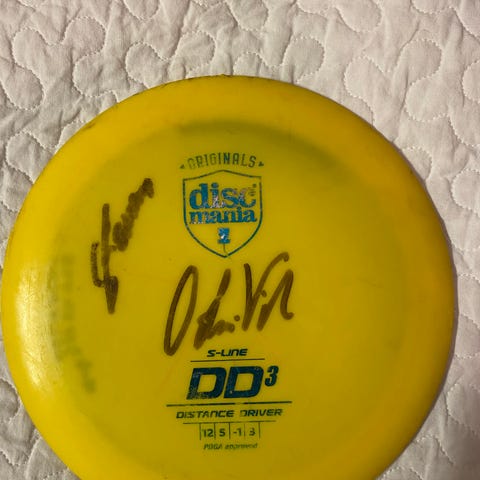 ORIGINALS
disc
mania
S-LINE
DD3
DISTANCE DRIVER
12 5 -1 3
PDGA approved